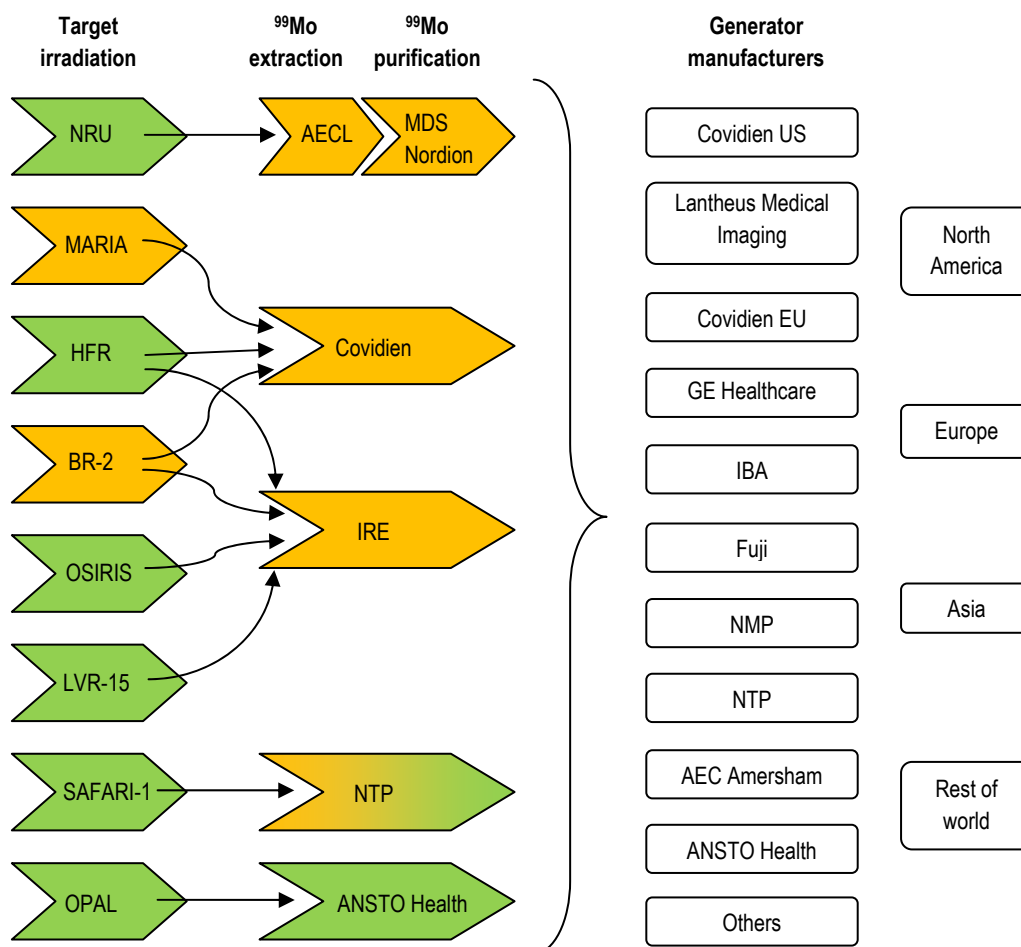 Target
irradiation
⁹⁹Mo
extraction
⁹⁹Mo
purification
Generator
manufacturers
NRU
AECL
MDS
Nordion
MARIA
HFR
Covidien
BR-2
IRE
OSIRIS
LVR-15
SAFARI-1
NTP
OPAL
ANSTO Health
Covidien US
Lantheus Medical
Imaging
Covidien EU
GE Healthcare
IBA
Fuji
NMP
NTP
AEC Amersham
ANSTO Health
Others
North
America
Europe
Asia
Rest of
world